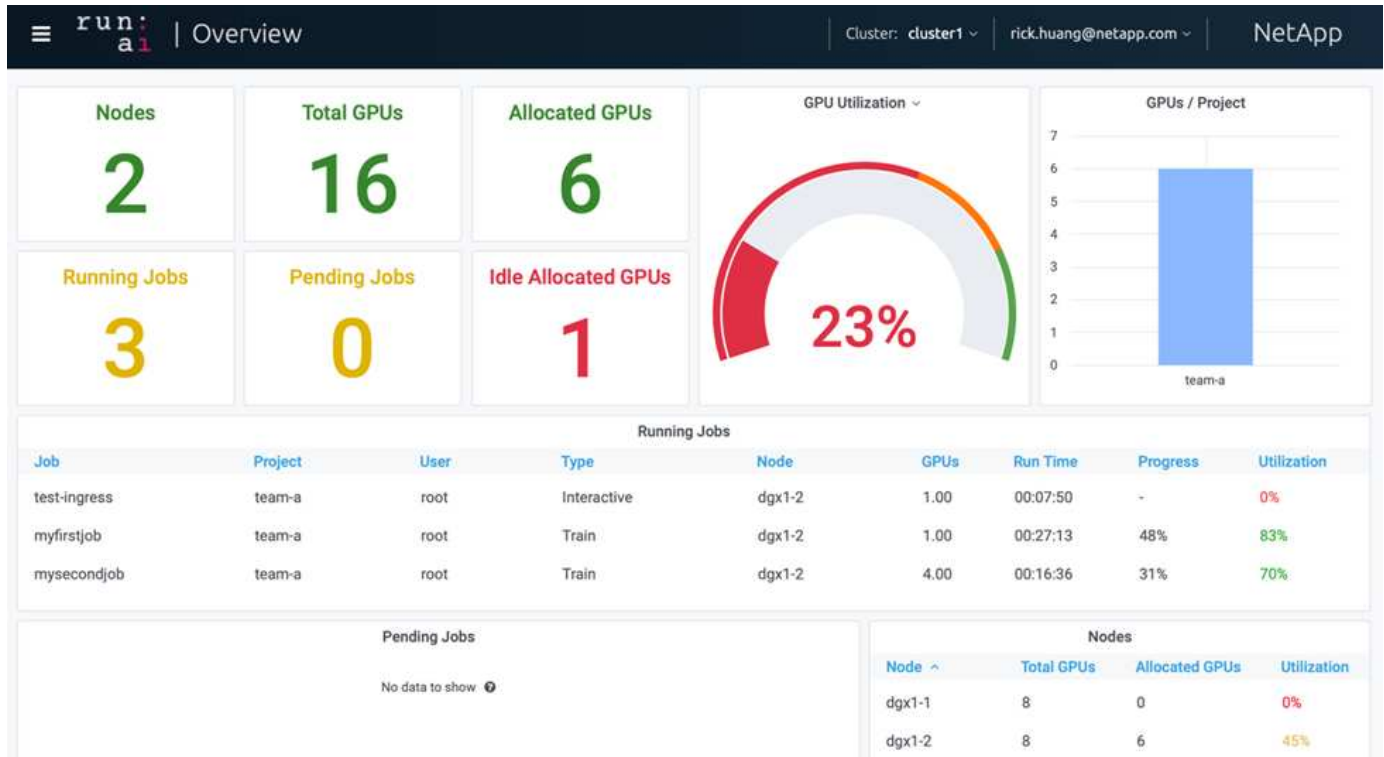 run: ai | Overview Cluster: cluster1 rick.huang@netapp.com NetApp
Nodes
2
Total GPUs
16
Allocated GPUs
6
Running Jobs
3
Pending Jobs
0
Idle Allocated GPUs
1
GPU Utilization
23%
GPUs / Project
7
6
5
4
3
2
1
0
team-a
Running Jobs
Job Project User Type Node GPUs Run Time Progress Utilization
test-ingress team-a root Interactive dgx1-2 1.00 00:07:50 - 0%
myfirstjob team-a root Train dgx1-2 1.00 00:27:13 48% 83%
mysecondjob team-a root Train dgx1-2 4.00 00:16:36 31% 70%
Pending Jobs
No data to show ?
Nodes
Node Total GPUs Allocated GPUs Utilization
dgx1-1 8 0 0%
dgx1-2 8 6 45%